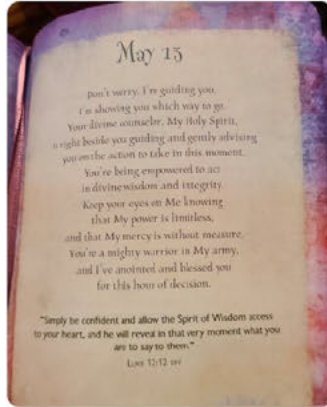 May 15
Don't worry, I'm guiding you.
I'm showing you which way to go.
Your divine counselor, My Holy Spirit,
right beside you guiding and gently advising
you on the action to take in this moment.
You're being empowered to act
in divine wisdom and integrity.
Keep your eyes on Me knowing
that My power is limitless,
and that My mercy is without measure.
You're a mighty warrior in My army,
and I've anointed and blessed you
for this hour of decision.
"Simply be confident and allow the Spirit of Wisdom access
to your heart, and he will reveal in that very moment what you
are to say to them."
Luke 12:12